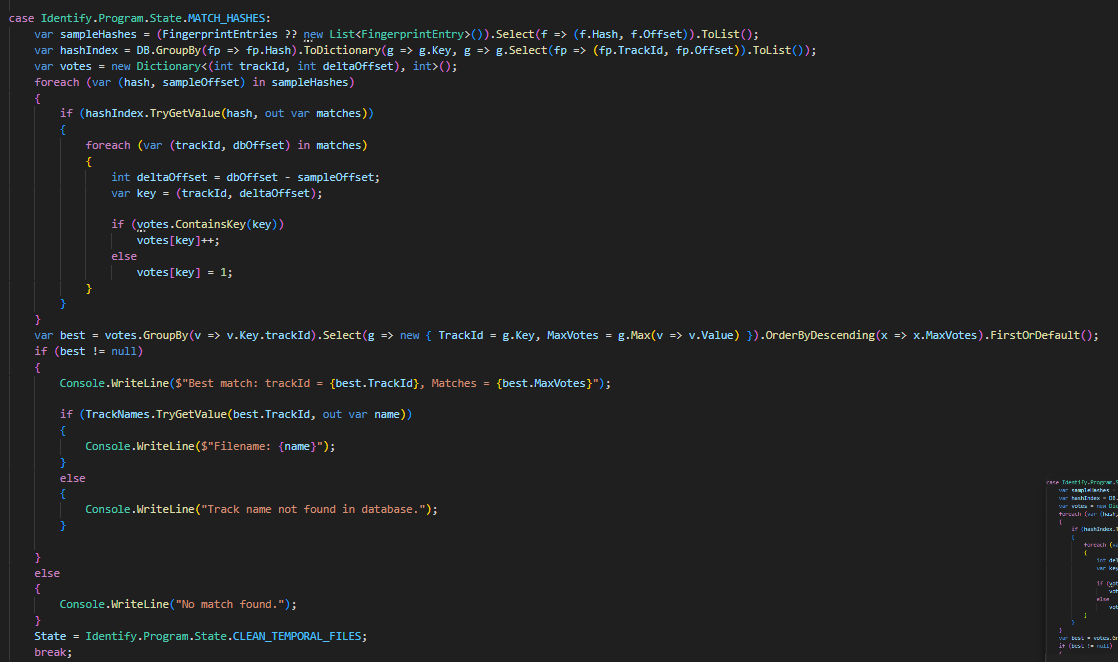 case Identify.Program.State.MATCH_HASHES:
var sampleHashes = (FingerprintEntries ?? new List<FingerprintEntry>()).Select(f => (f.Hash, f.Offset)).ToList();
var hashIndex = DB.GroupBy(fp => fp.Hash).ToDictionary(g => g.Key, g => g.Select(fp => (fp.TrackId, fp.Offset)).ToList());
var votes = new Dictionary<(int trackId, int deltaOffset), int>();
foreach (var (hash, sampleOffset) in sampleHashes)
{
if (hashIndex.TryGetValue(hash, out var matches))
{
foreach (var (trackId, dbOffset) in matches)
{
int deltaOffset = dbOffset - sampleOffset;
var key = (trackId, deltaOffset);
if (votes.ContainsKey(key))
votes[key]++;
else
votes[key] = 1;
}
}
}
var best = votes.GroupBy(v => v.Key.trackId).Select(g => new { TrackId = g.Key, MaxVotes = g.Max(v => v.Value) }).OrderByDescending(x => x.MaxVotes).FirstOrDefault();
if (best != null)
{
Console.WriteLine($"Best match: trackId = {best.TrackId}, Matches = {best.MaxVotes}");
if (TrackNames.TryGetValue(best.TrackId, out var name))
{
Console.WriteLine($"Filename: {name}");
}
else
{
Console.WriteLine("Track name not found in database.");
}
}
else
{
Console.WriteLine("No match found.");
}
State = Identify.Program.State.CLEAN_TEMPORAL_FILES;
break;